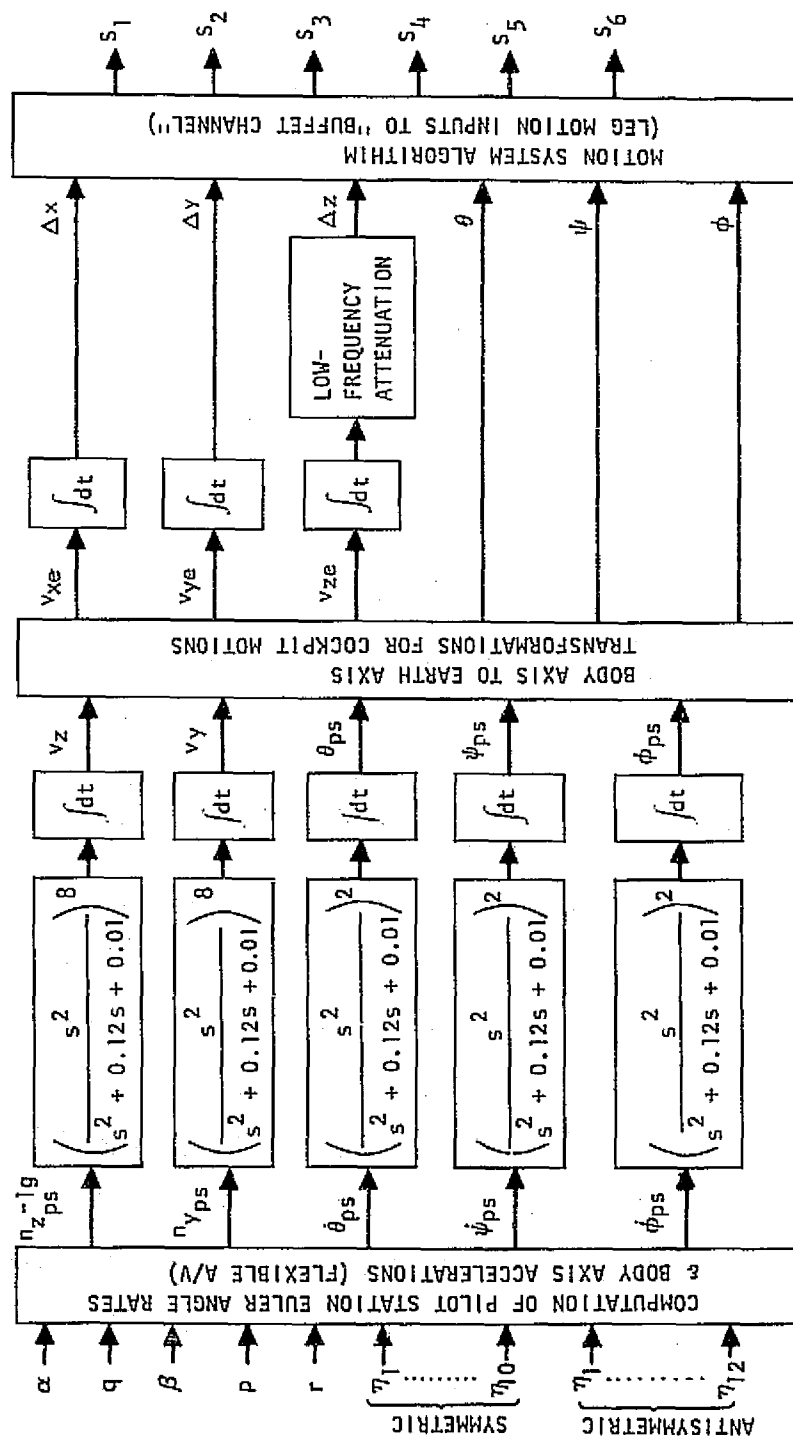 α
q
β
p
r
η1
η10
SYMMETRIC
η1
η12
ANTISYMMETRIC
COMPUTATION OF PILOT STATION EULER ANGLE RATES
& BODY AXIS ACCELERATIONS (FLEXIBLE A/V)
n_z_ps -1g
n_y_ps
θ̇ps
ψ̇ps
φ̇ps
(s² / s² + 0.12s + 0.01)⁸
(s² / s² + 0.12s + 0.01)⁸
(s² / s² + 0.12s + 0.01)²
(s² / s² + 0.12s + 0.01)²
(s² / s² + 0.12s + 0.01)²
∫dt
∫dt
∫dt
∫dt
∫dt
vz
vy
θps
ψps
φps
BODY AXIS TO EARTH AXIS
TRANSFORMATIONS FOR COCKPIT MOTIONS
vxe
vye
vze
∫dt
∫dt
∫dt
LOW-
FREQUENCY
ATTENUATION
Δx
Δy
Δz
θ
ψ
φ
MOTION SYSTEM ALGORITHIM
(LEG MOTION INPUTS TO "BUFFET CHANNEL")
S1
S2
S3
S4
S5
S6